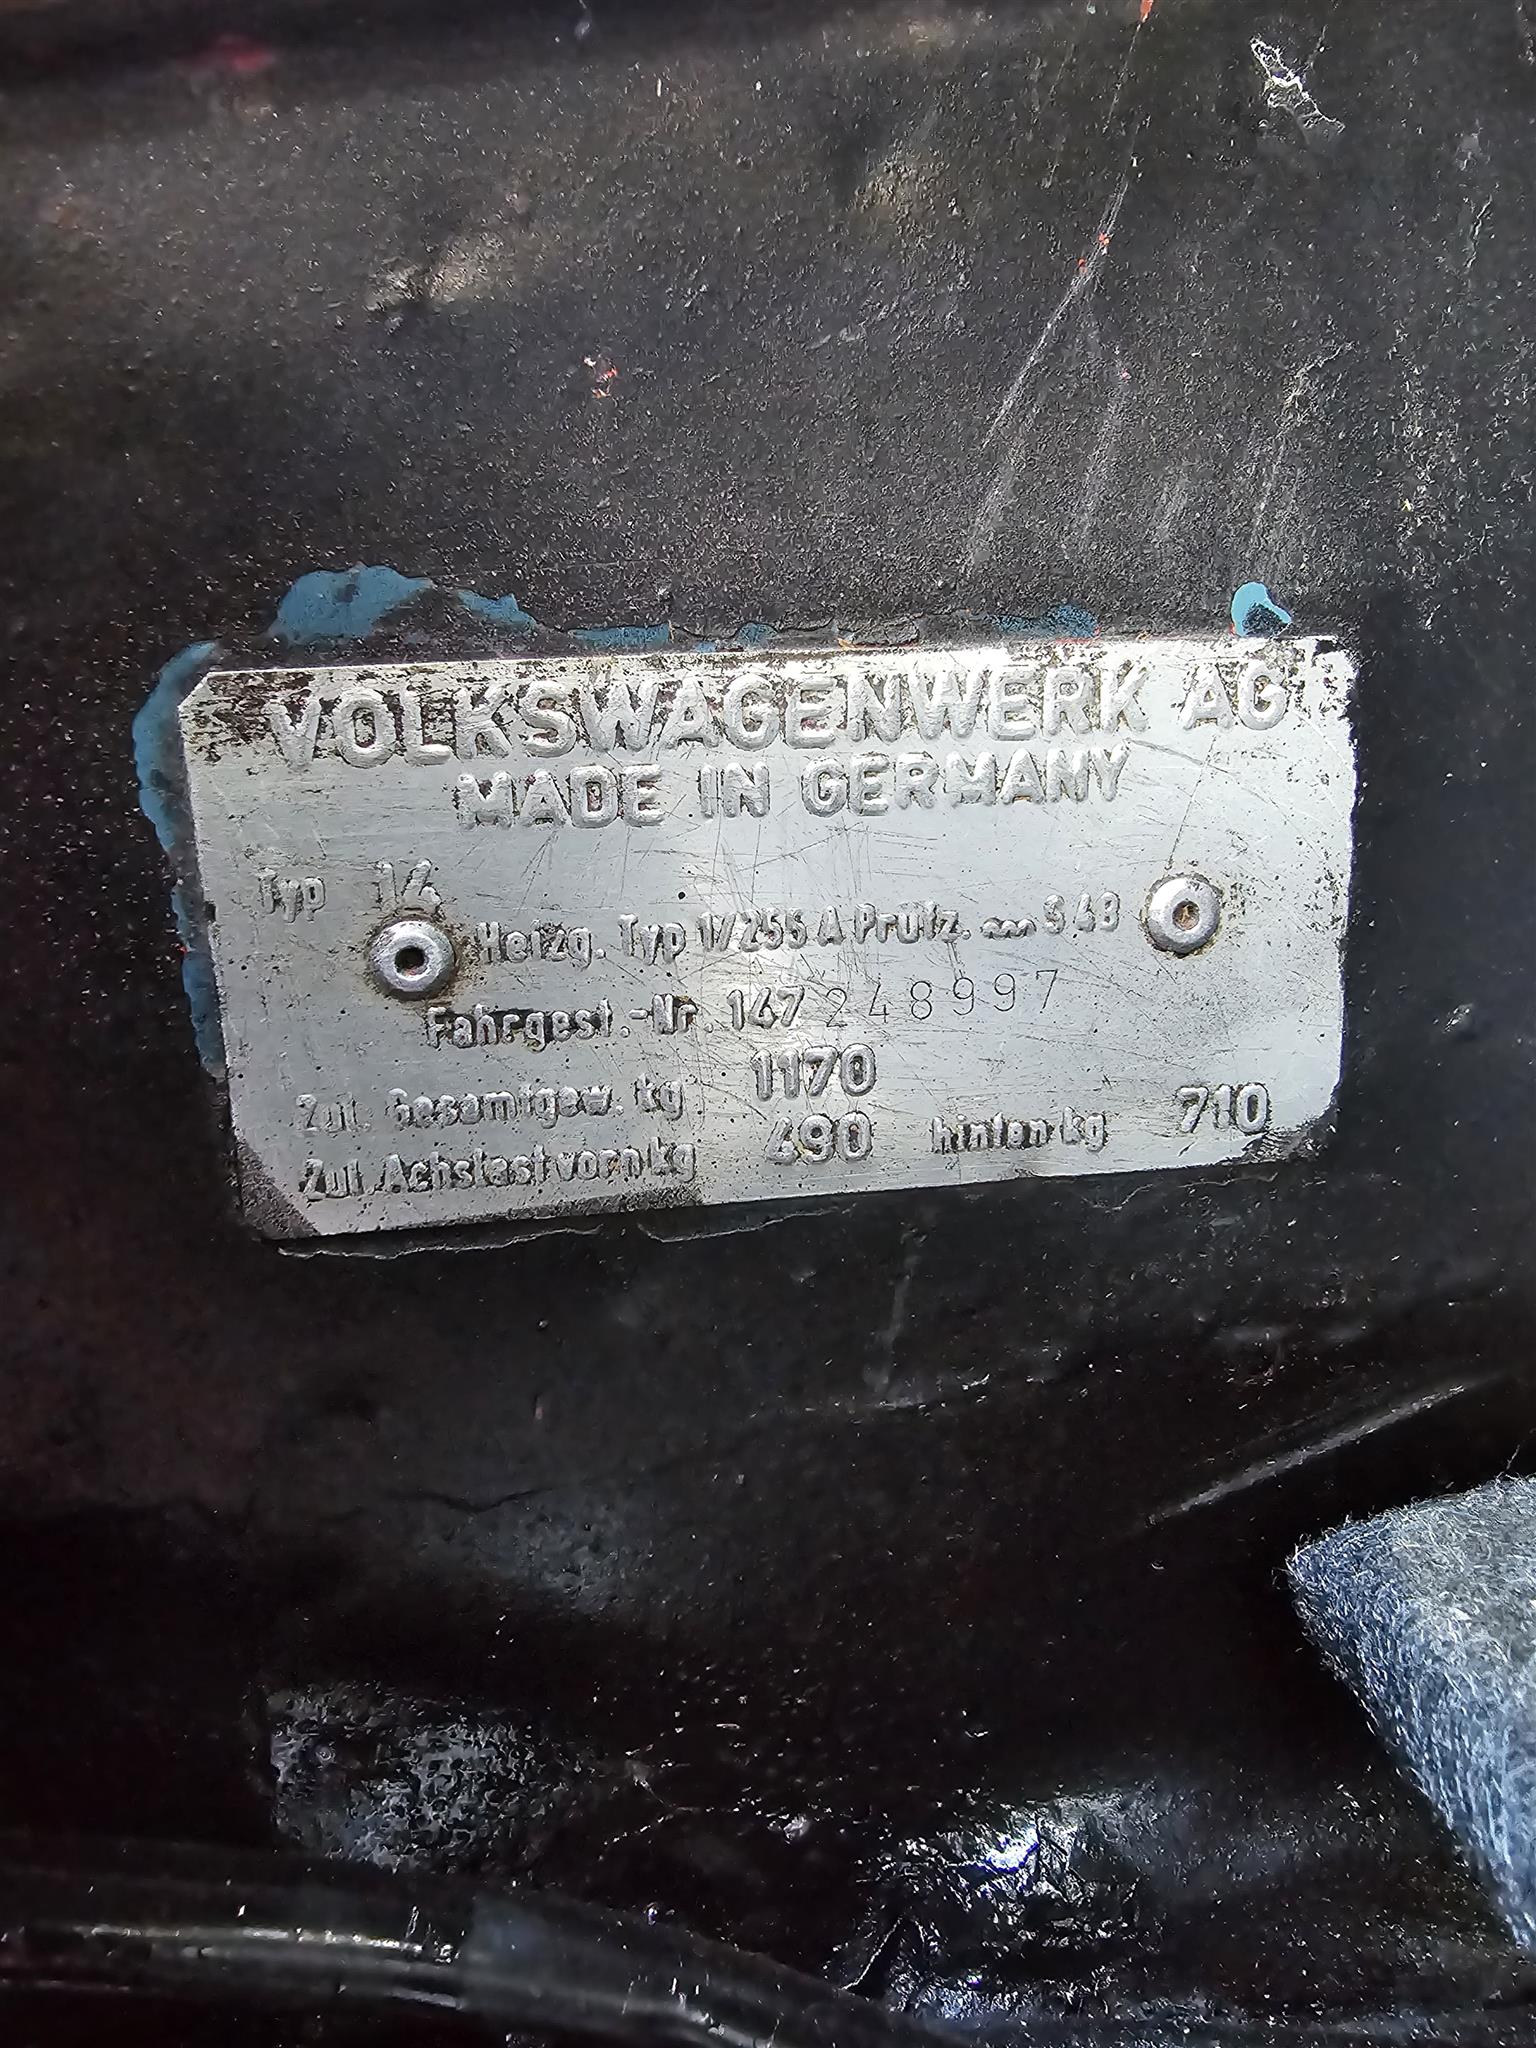 VOLKSWAGENWERK AG
MADE IN GERMANY
Typ 14
Heizg. Typ 1/255 A Prüfz. ~~~ S 48
Fahrgest.-Nr. 147 248997
Zul. Gesamtgew. kg 1170
Zul. Achslast vorn kg 490 hinten kg 710